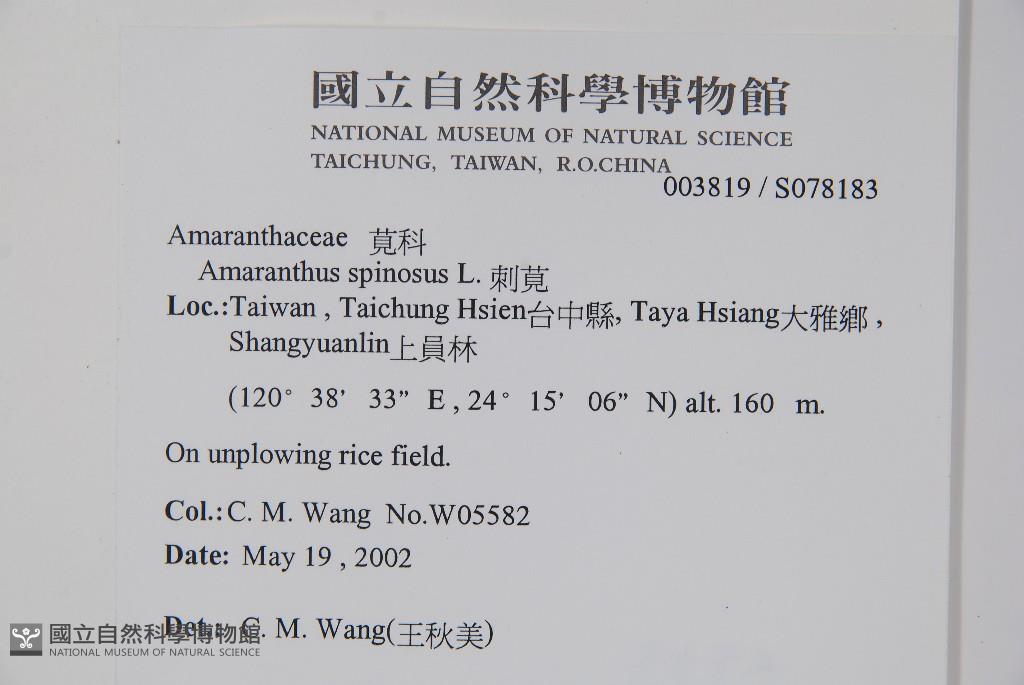 國立自然科學博物館
NATIONAL MUSEUM OF NATURAL SCIENCE
TAICHUNG, TAIWAN, R.O.CHINA
003819 / S078183
Amaranthaceae 莧科
Amaranthus spinosus L. 刺莧
Loc.:Taiwan , Taichung Hsien台中縣, Taya Hsiang大雅鄉 ,
Shangyuanlin上員林
(120° 38’ 33” E , 24° 15’ 06” N) alt. 160 m.
On unplowing rice field.
Col.: C. M. Wang No.W05582
Date: May 19 , 2002
Det.: C. M. Wang(王秋美)
國立自然科學博物館
NATIONAL MUSEUM OF NATURAL SCIENCE